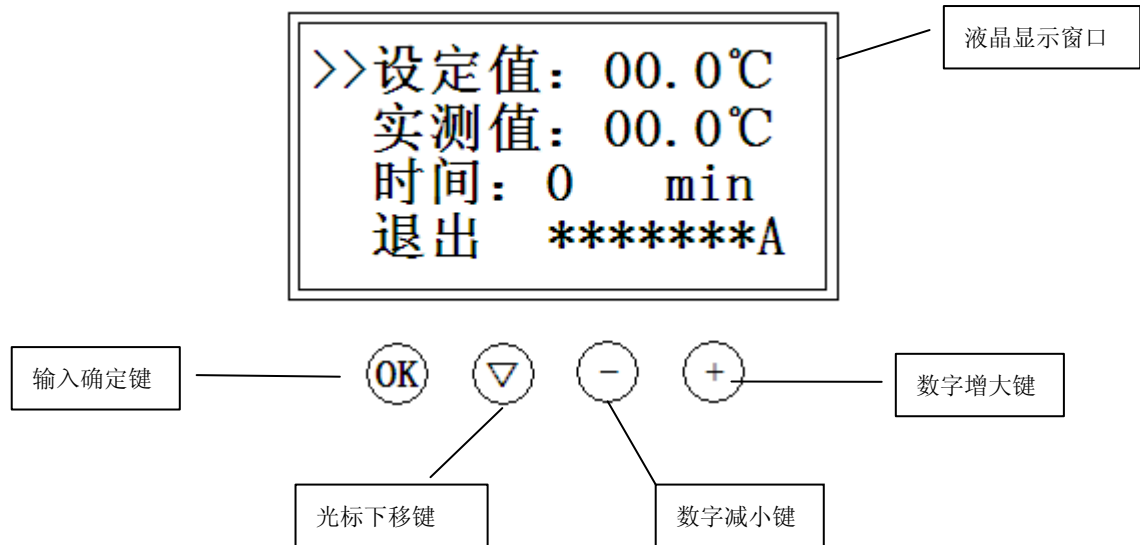 液晶显示窗口
>>设定值: 00.0℃
实测值: 00.0℃
时间: 0 min
退出 *******A
OK
▽
-
+
输入确定键
数字增大键
光标下移键
数字减小键